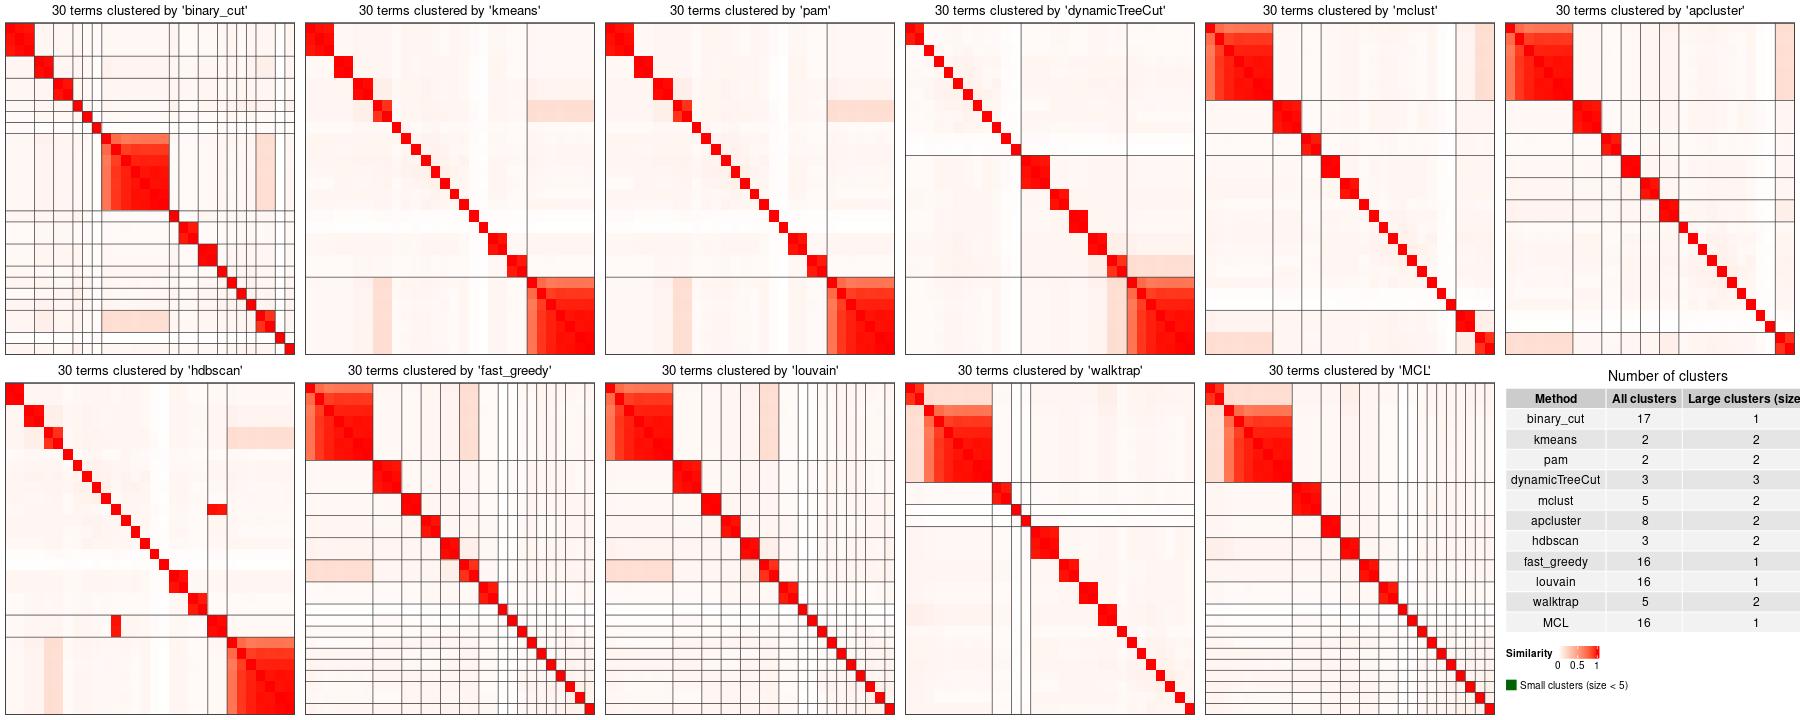 30 terms clustered by 'binary_cut'
30 terms clustered by 'kmeans'
30 terms clustered by 'pam'
30 terms clustered by 'dynamicTreeCut'
30 terms clustered by 'mclust'
30 terms clustered by 'apcluster'
30 terms clustered by 'hdbscan'
30 terms clustered by 'fast_greedy'
30 terms clustered by 'louvain'
30 terms clustered by 'walktrap'
30 terms clustered by 'MCL'
Number of clusters
Method All clusters Large clusters (size
binary_cut 17 1
kmeans 2 2
pam 2 2
dynamicTreeCut 3 3
mclust 5 2
apcluster 8 2
hdbscan 3 2
fast_greedy 16 1
louvain 16 1
walktrap 5 2
MCL 16 1
Similarity
0 0.5 1
Small clusters (size < 5)